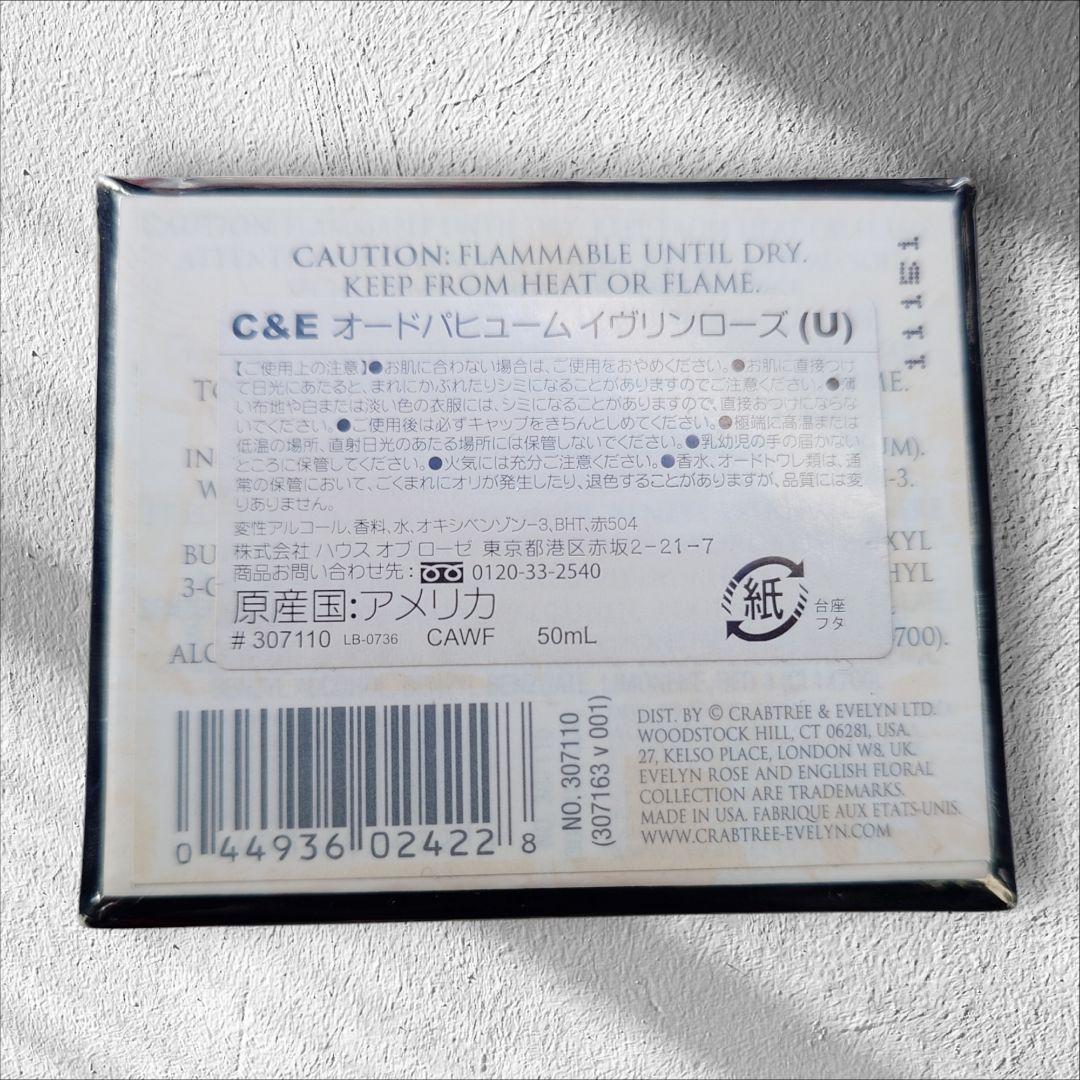 CAUTION: FLAMMABLE UNTIL DRY.
KEEP FROM HEAT OR FLAME.
11151
C&E オードパヒューム イヴリンローズ (U)
【ご使用上の注意】●お肌に合わない場合は、ご使用をおやめください。●お肌に直接つけ
て日光にあたると、まれにかぶれたりシミになることがありますのでご注意ください。●薄
い布地や白または淡い色の衣服には、シミになることがありますので、直接おつけにならな
いでください。●ご使用後は必ずキャップをきちんとしめてください。●極端に高温または
低温の場所、直射日光のあたる場所には保管しないでください。●乳幼児の手の届かない
ところに保管してください。●火気には充分ご注意ください。●香水、オードトワレ類は、通
常の保管において、ごくまれにオリが発生したり、退色することがありますが、品質には変
りありません。
変性アルコール、香料、水、オキシベンゾン-3、BHT、赤504
株式会社 ハウス オブ ローゼ 東京都港区赤坂2-21-7
商品お問い合わせ先: 0120-33-2540
原産国:アメリカ
# 307110 LB-0736 CAWF 50mL
紙 台座
フタ
IN
W
-3.
BU
XYL
3-
HYL
700).
0 44936 02422 8
NO. 307110
(307163 v 001)
DIST. BY © CRABTREE & EVELYN LTD.
WOODSTOCK HILL, CT 06281, USA.
27, KELSO PLACE, LONDON W8, UK.
EVELYN ROSE AND ENGLISH FLORAL
COLLECTION ARE TRADEMARKS.
MADE IN USA. FABRIQUE AUX ETATS-UNIS.
WWW.CRABTREE-EVELYN.COM